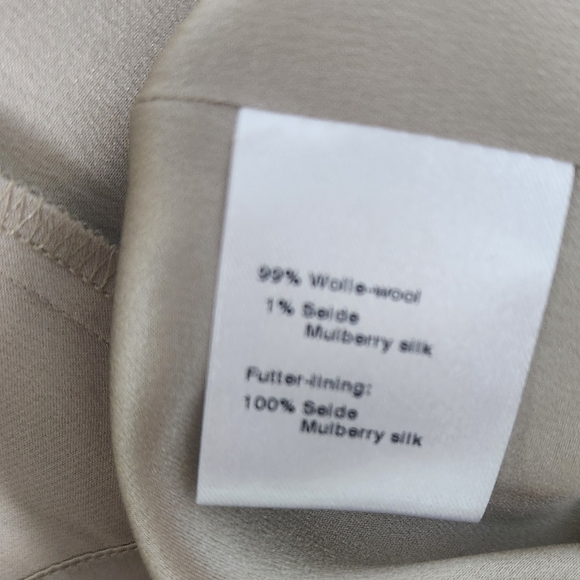 99% Wolle-wool
1% Seide
Mulberry silk
Futter-lining:
100% Seide
Mulberry silk